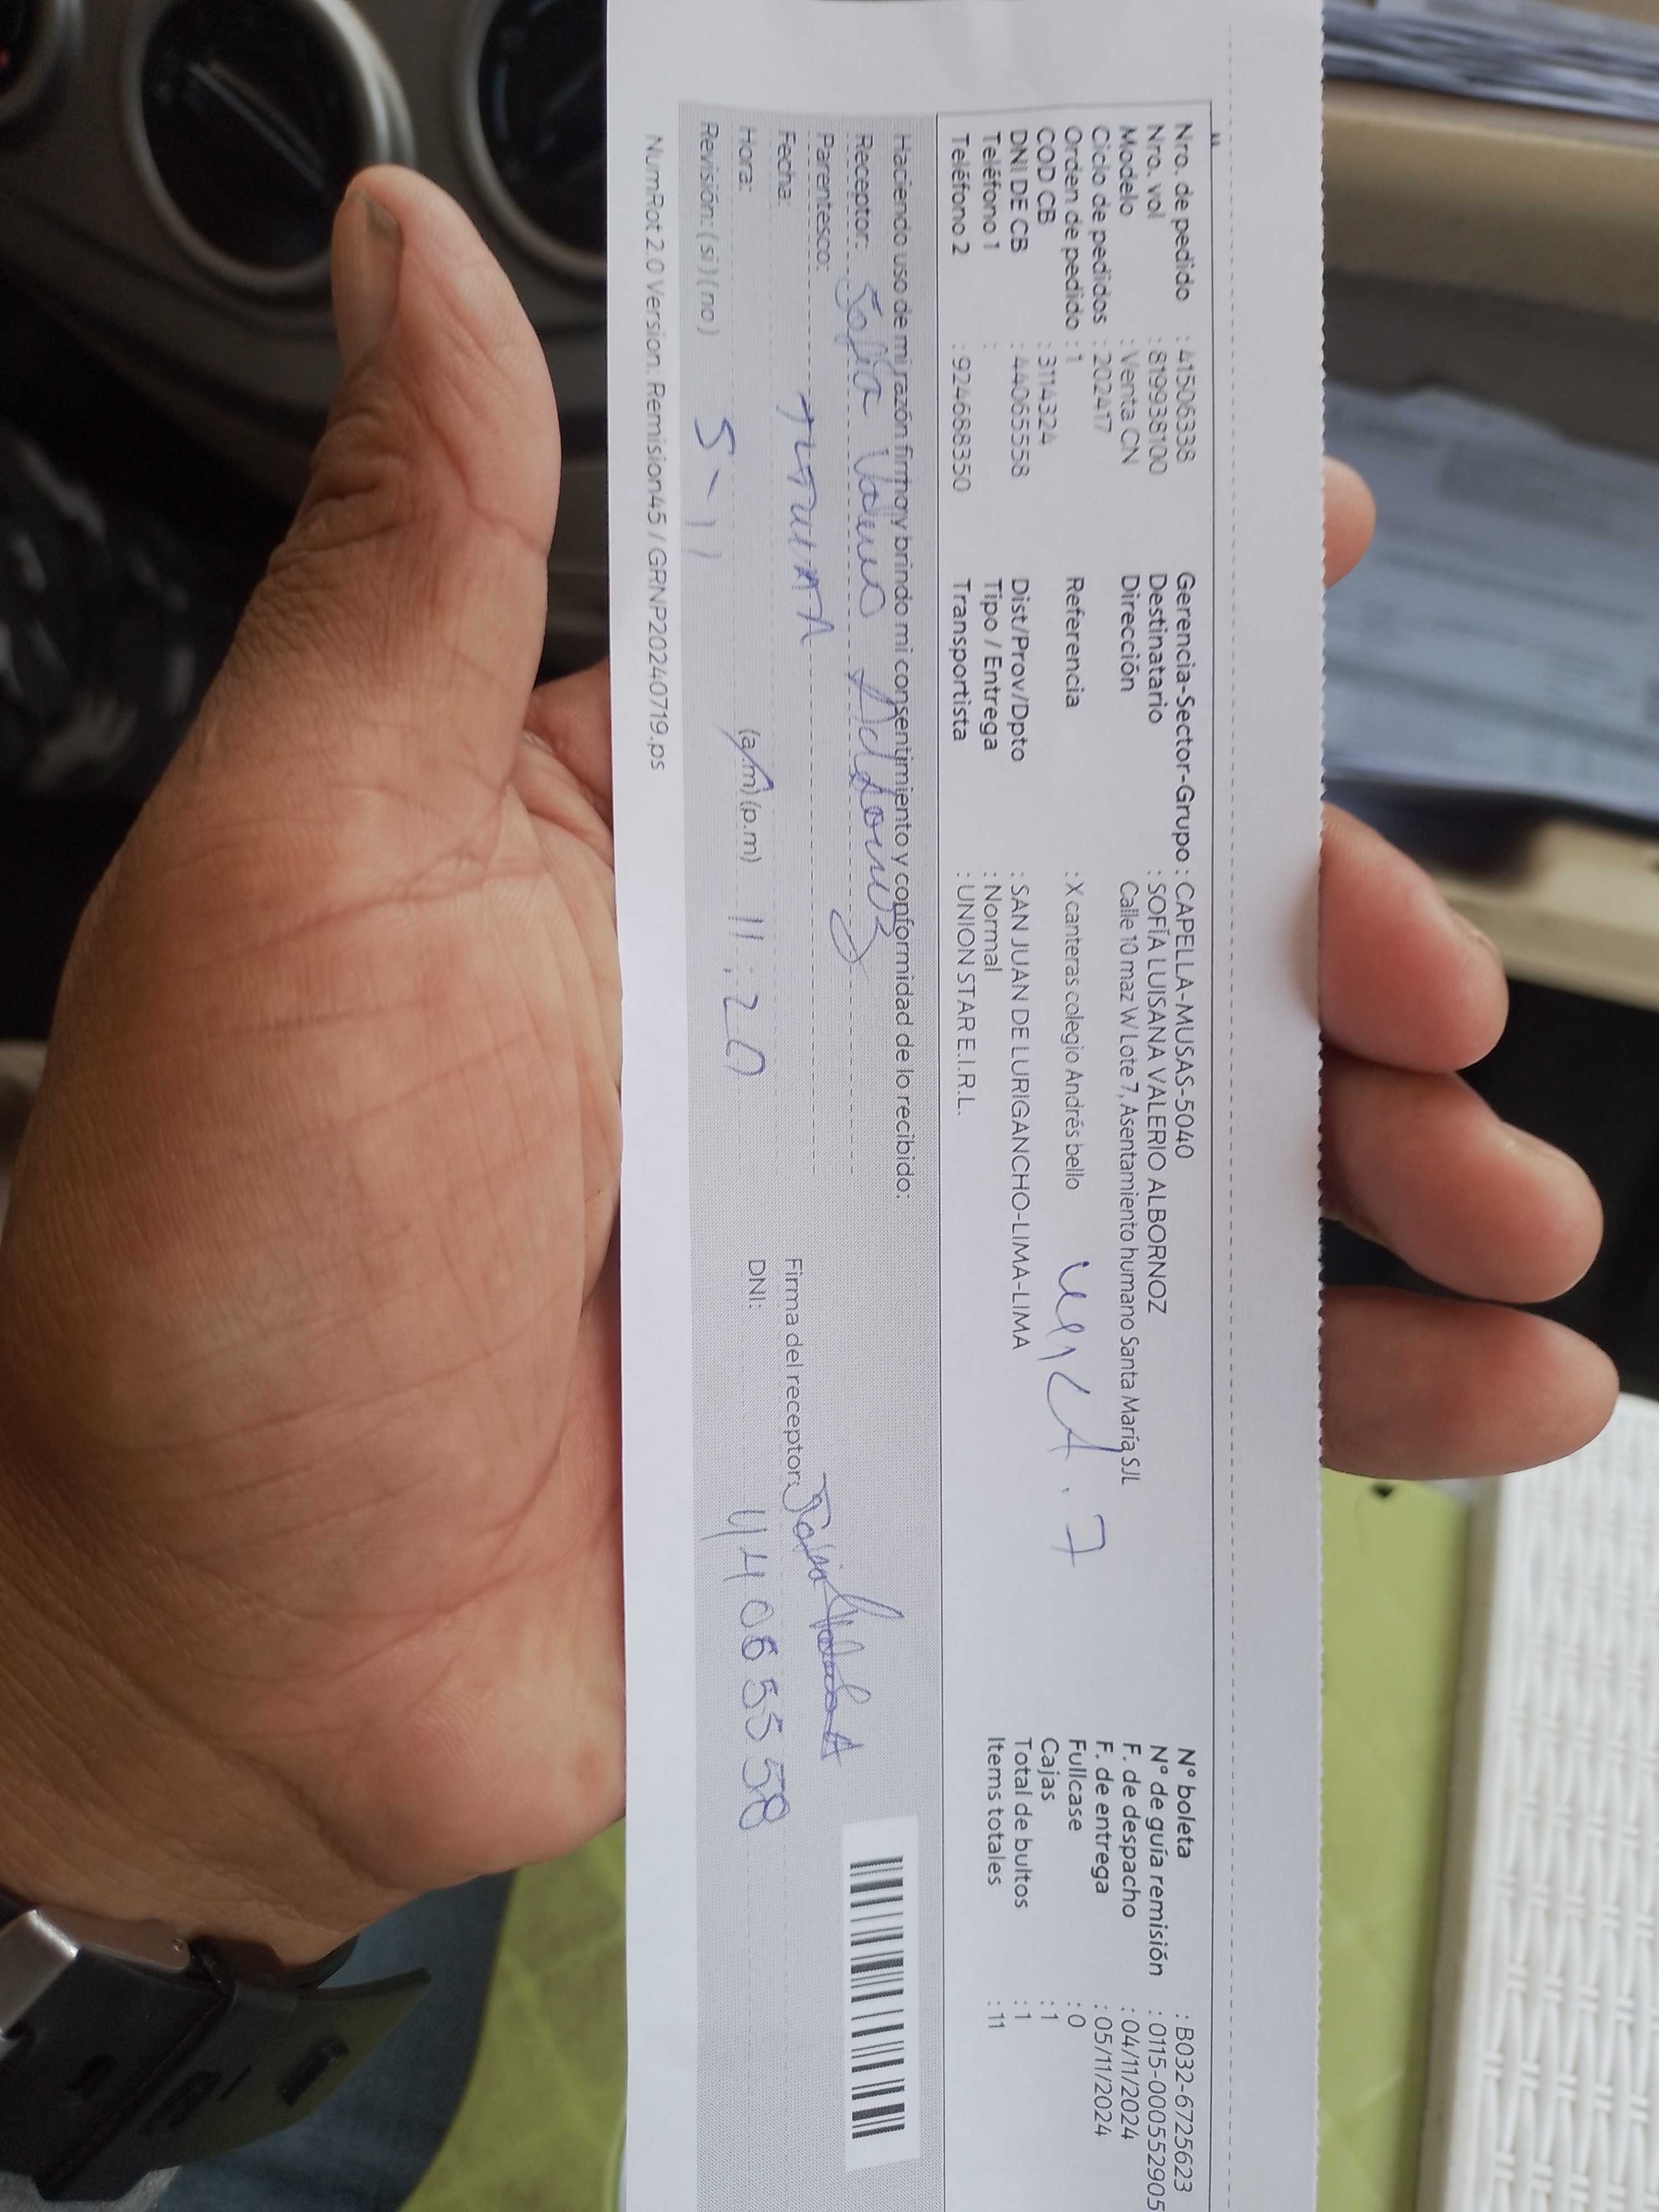 Nro. de pedido : 41506338 Gerencia-Sector-Grupo : CAPELLA-MUSAS-5040 N° boleta : B032-6725623
Nro. vol : 819938100 Destinatario : SOFÍA LUISANA VALERIO ALBORNOZ N° de guía remisión : 0115-000552905
Modelo : Venta CN Dirección Calle 10 maz W Lote 7, Asentamiento humano Santa María SJL F. de despacho : 04/11/2024
Ciclo de pedidos : 202417 F. de entrega : 05/11/2024
Orden de pedido : 1 Referencia : X canteras colegio Andrés bello Fullcase : 0
COD CB : 3114324 Cajas : 1
DNI DE CB : 44065558 Dist/Prov/Dpto : SAN JUAN DE LURIGANCHO-LIMA-LIMA Total de bultos : 1
Teléfono 1 : Tipo / Entrega : Normal Items totales : 11
Teléfono 2 : 924688350 Transportista : UNION STAR E.I.R.L.
Haciendo uso de mi razón firmo y brindo mi consentimiento y conformidad de lo recibido:
Receptor: Sofía Valerio Albornoz
Parentesco: TITULAR
Fecha: Firma del receptor:
Hora: (a.m) (p.m) 11:20 DNI: 44065558
Revisión: (si) (no) 5-11
NumRot 2.0 Version: Remision45 / GRNP20240719.ps